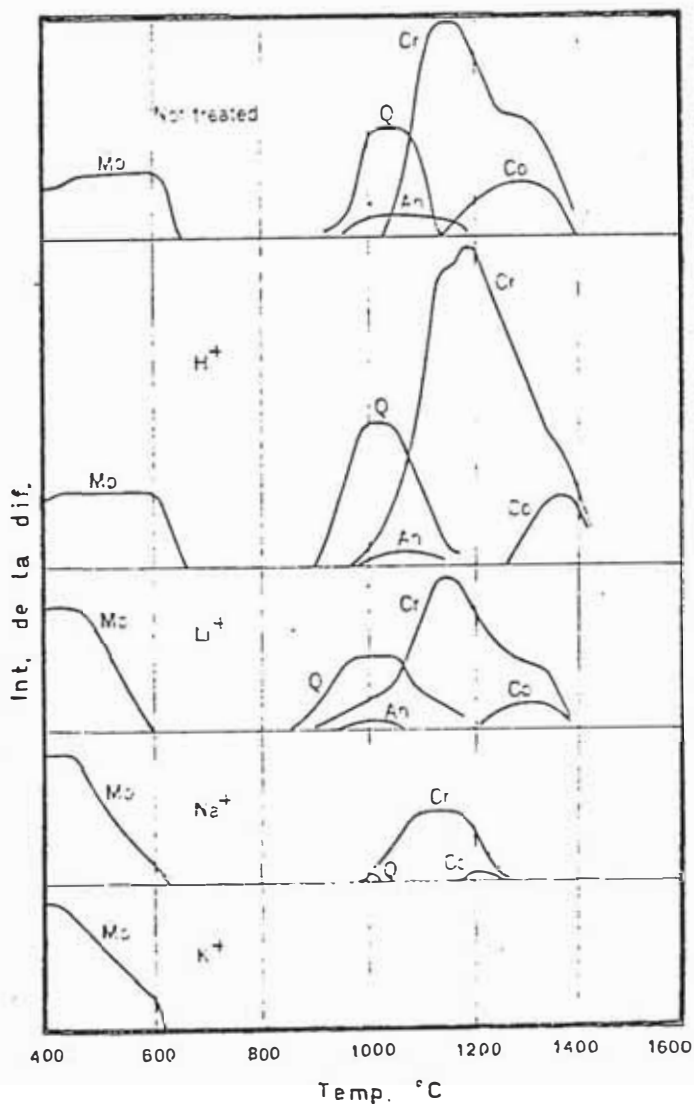 Cr
Not treated
Q
Mo
An
Co
Cr
H+
Q
Mo
Co
An
Cr
Mo
Li+
Q
An
Co
Mo
Na+
Cr
Q
Co
Mo
K+
Int. de la dif.
400 600 800 1000 1200 1400 1600
Temp. °C